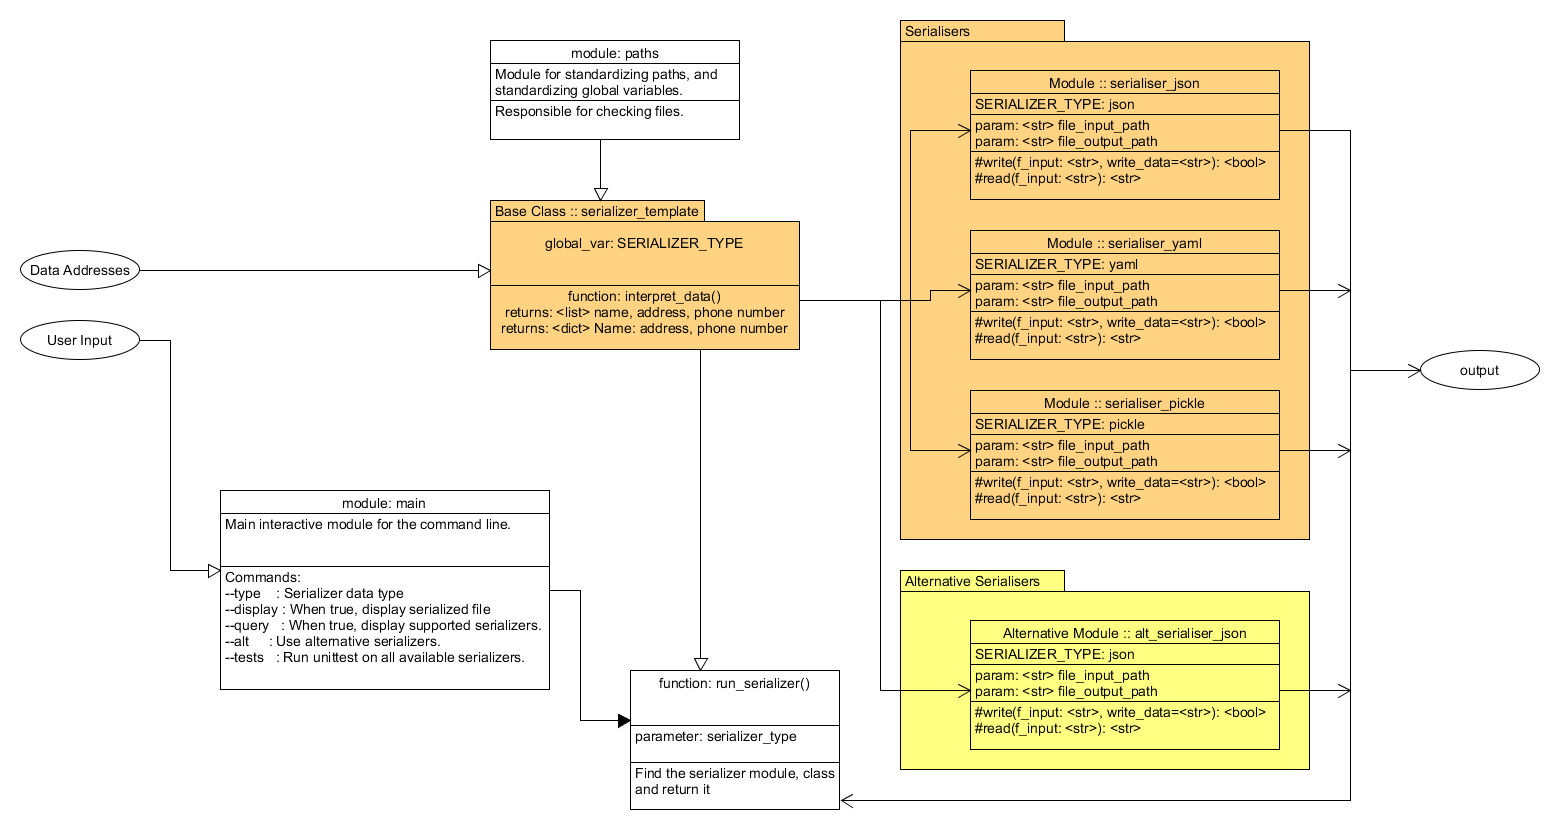 module: paths
Module for standardizing paths, and
standardizing global variables.
Responsible for checking files.
Base Class :: serializer_template
global_var: SERIALIZER_TYPE
function: interpret_data()
returns: <list> name, address, phone number
returns: <dict> Name: address, phone number
Data Addresses
User Input
module: main
Main interactive module for the command line.
Commands:
--type    : Serializer data type
--display : When true, display serialized file
--query   : When true, display supported serializers.
--alt     : Use alternative serializers.
--tests   : Run unittest on all available serializers.
function: run_serializer()
parameter: serializer_type
Find the serializer module, class
and return it
Serialisers
Module :: serialiser_json
SERIALIZER_TYPE: json
param: <str> file_input_path
param: <str> file_output_path
#write(f_input: <str>, write_data=<str>): <bool>
#read(f_input: <str>): <str>
Module :: serialiser_yaml
SERIALIZER_TYPE: yaml
param: <str> file_input_path
param: <str> file_output_path
#write(f_input: <str>, write_data=<str>): <bool>
#read(f_input: <str>): <str>
Module :: serialiser_pickle
SERIALIZER_TYPE: pickle
param: <str> file_input_path
param: <str> file_output_path
#write(f_input: <str>, write_data=<str>): <bool>
#read(f_input: <str>): <str>
Alternative Serialisers
Alternative Module :: alt_serialiser_json
SERIALIZER_TYPE: json
param: <str> file_input_path
param: <str> file_output_path
#write(f_input: <str>, write_data=<str>): <bool>
#read(f_input: <str>): <str>
output